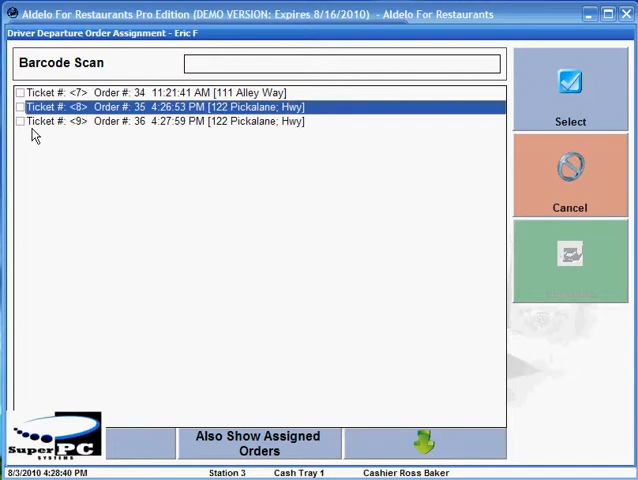 Aldelo For Restaurants Pro Edition (DEMO VERSION: Expires 8/16/2010) - Aldelo For Restaurants
Driver Departure Order Assignment - Eric F
Barcode Scan
Ticket #: <7> Order #: 34 11:21:41 AM [111 Alley Way]
Ticket #: <8> Order #: 35 4:26:53 PM [122 Pickalane; Hwy]
Ticket #: <9> Order #: 36 4:27:59 PM [122 Pickalane; Hwy]
Select
Cancel
Also Show Assigned
Orders
Super PC
SYSTEMS
8/3/2010 4:28:40 PM Station 3 Cash Tray 1 Cashier Ross Baker